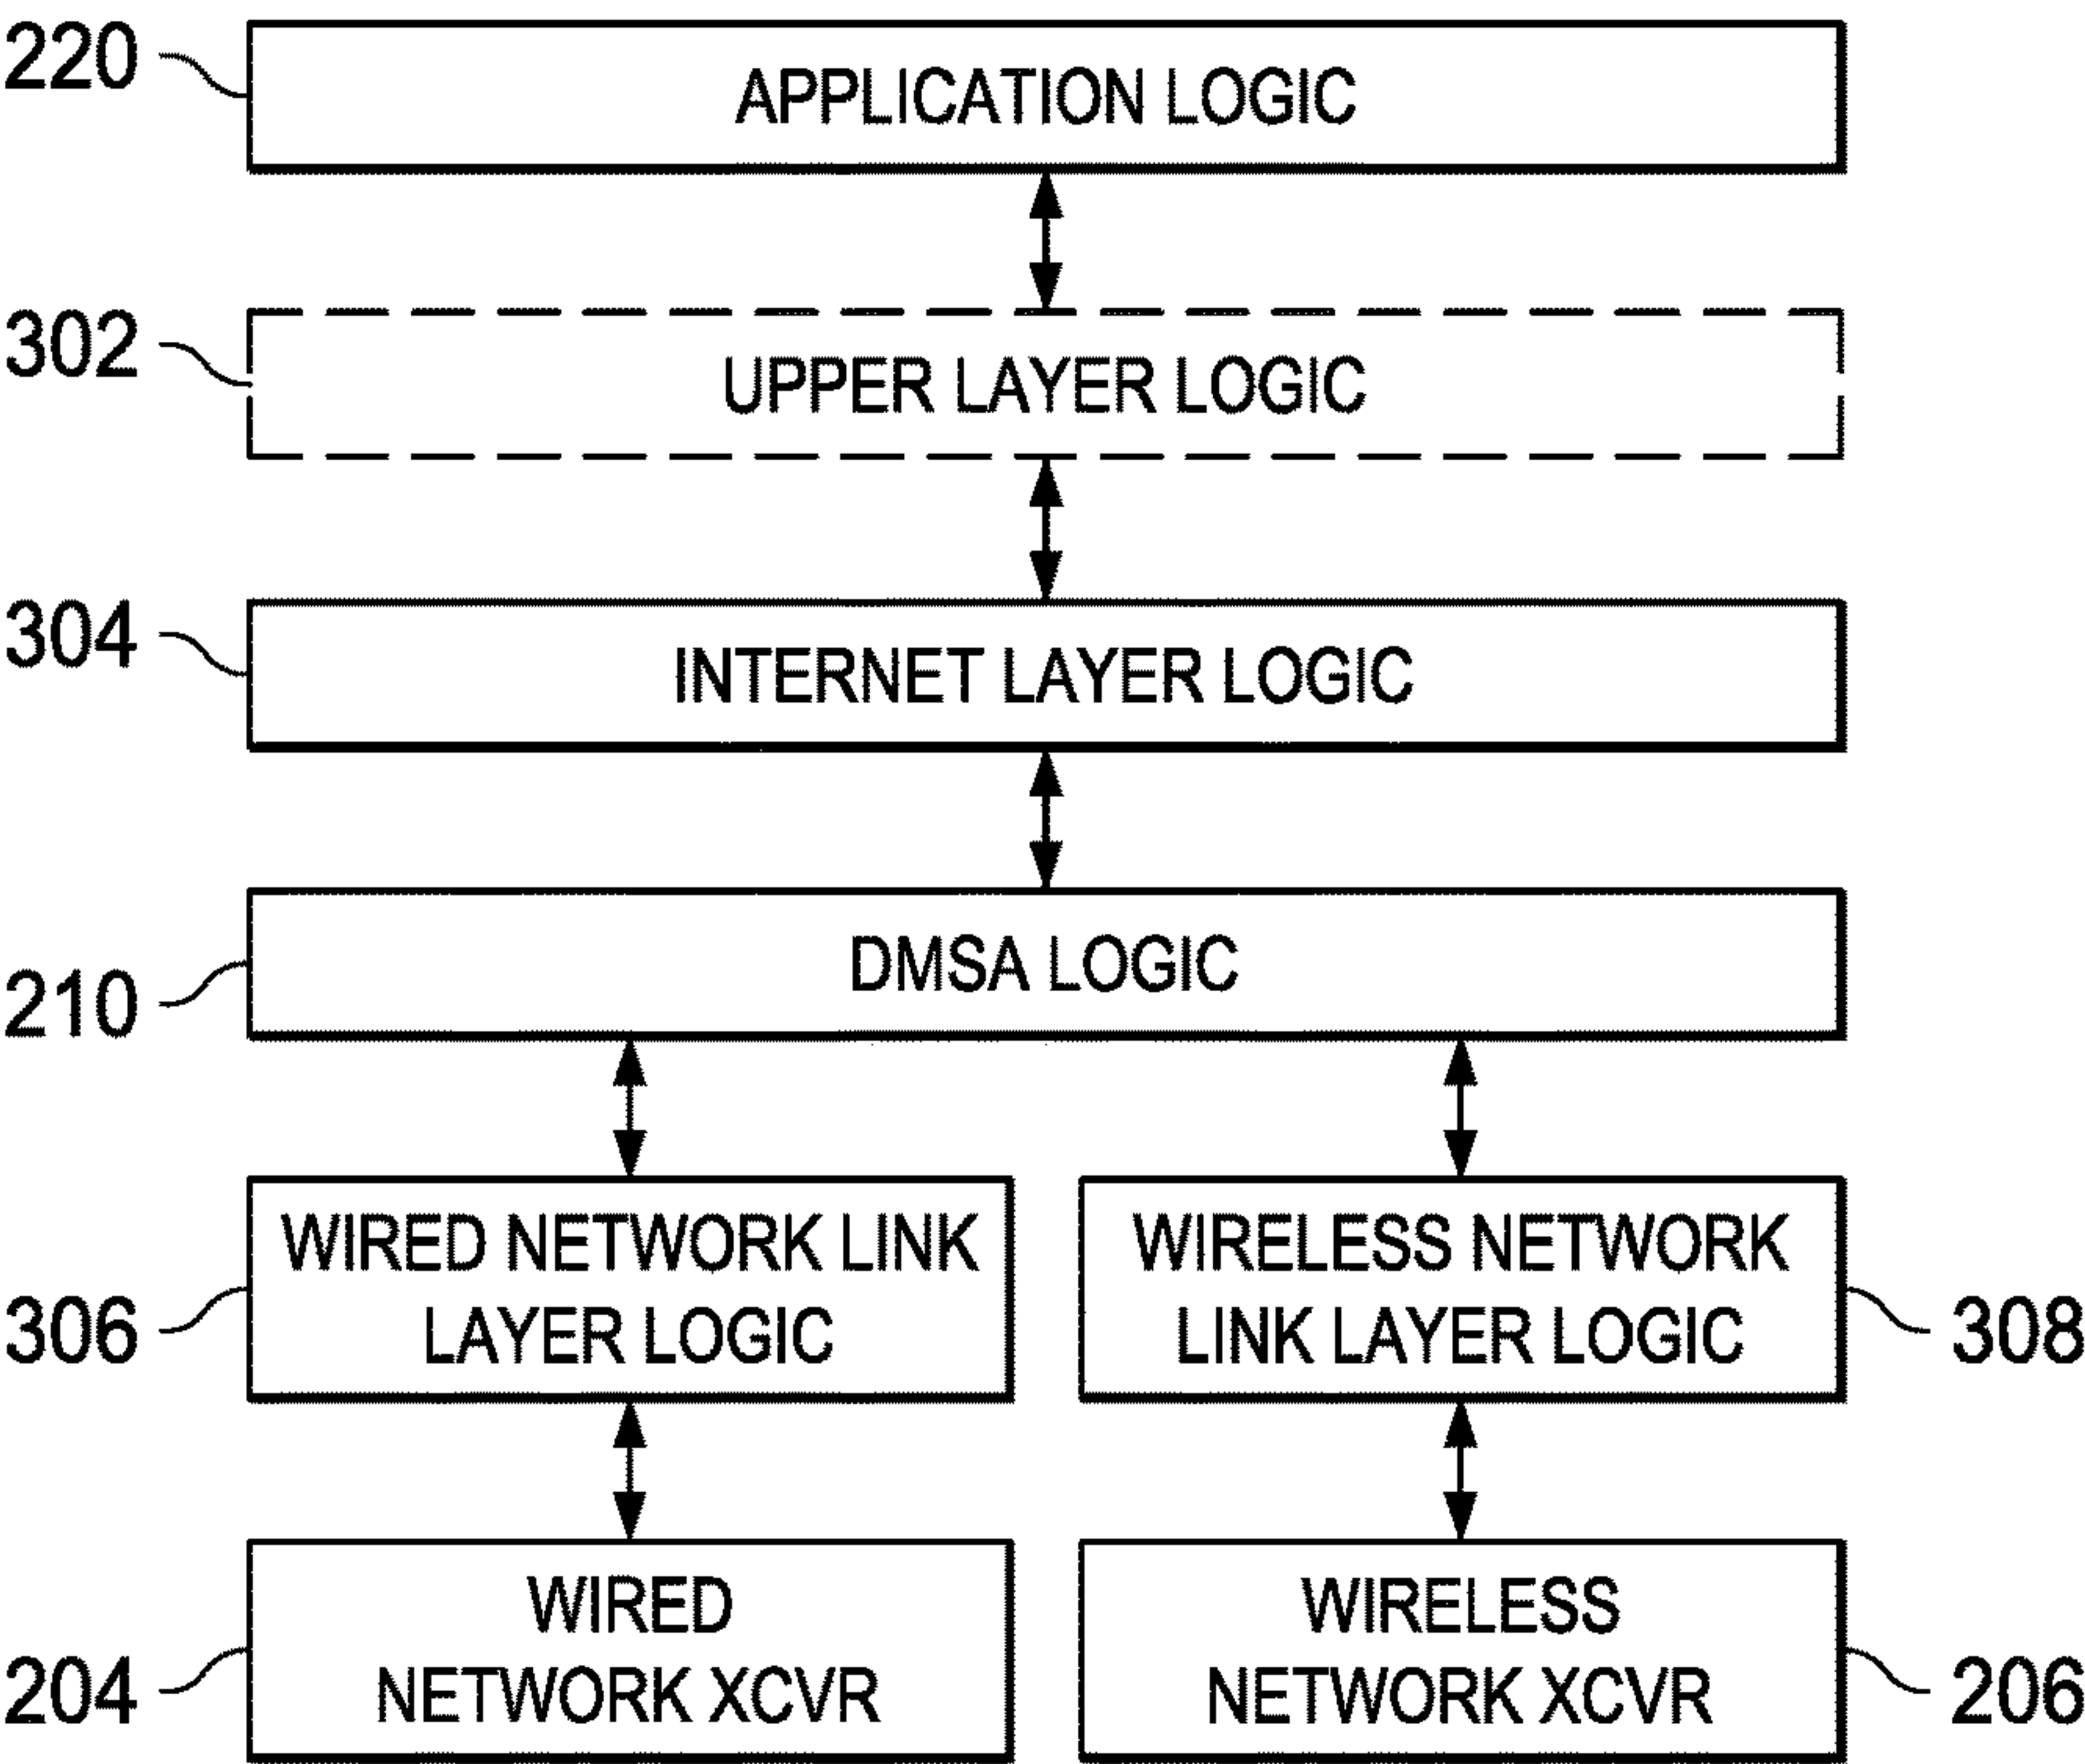 220
APPLICATION LOGIC
302
UPPER LAYER LOGIC
304
INTERNET LAYER LOGIC
210
DMSA LOGIC
306
WIRED NETWORK LINK
LAYER LOGIC
WIRELESS NETWORK
LINK LAYER LOGIC
308
204
WIRED
NETWORK XCVR
WIRELESS
NETWORK XCVR
206